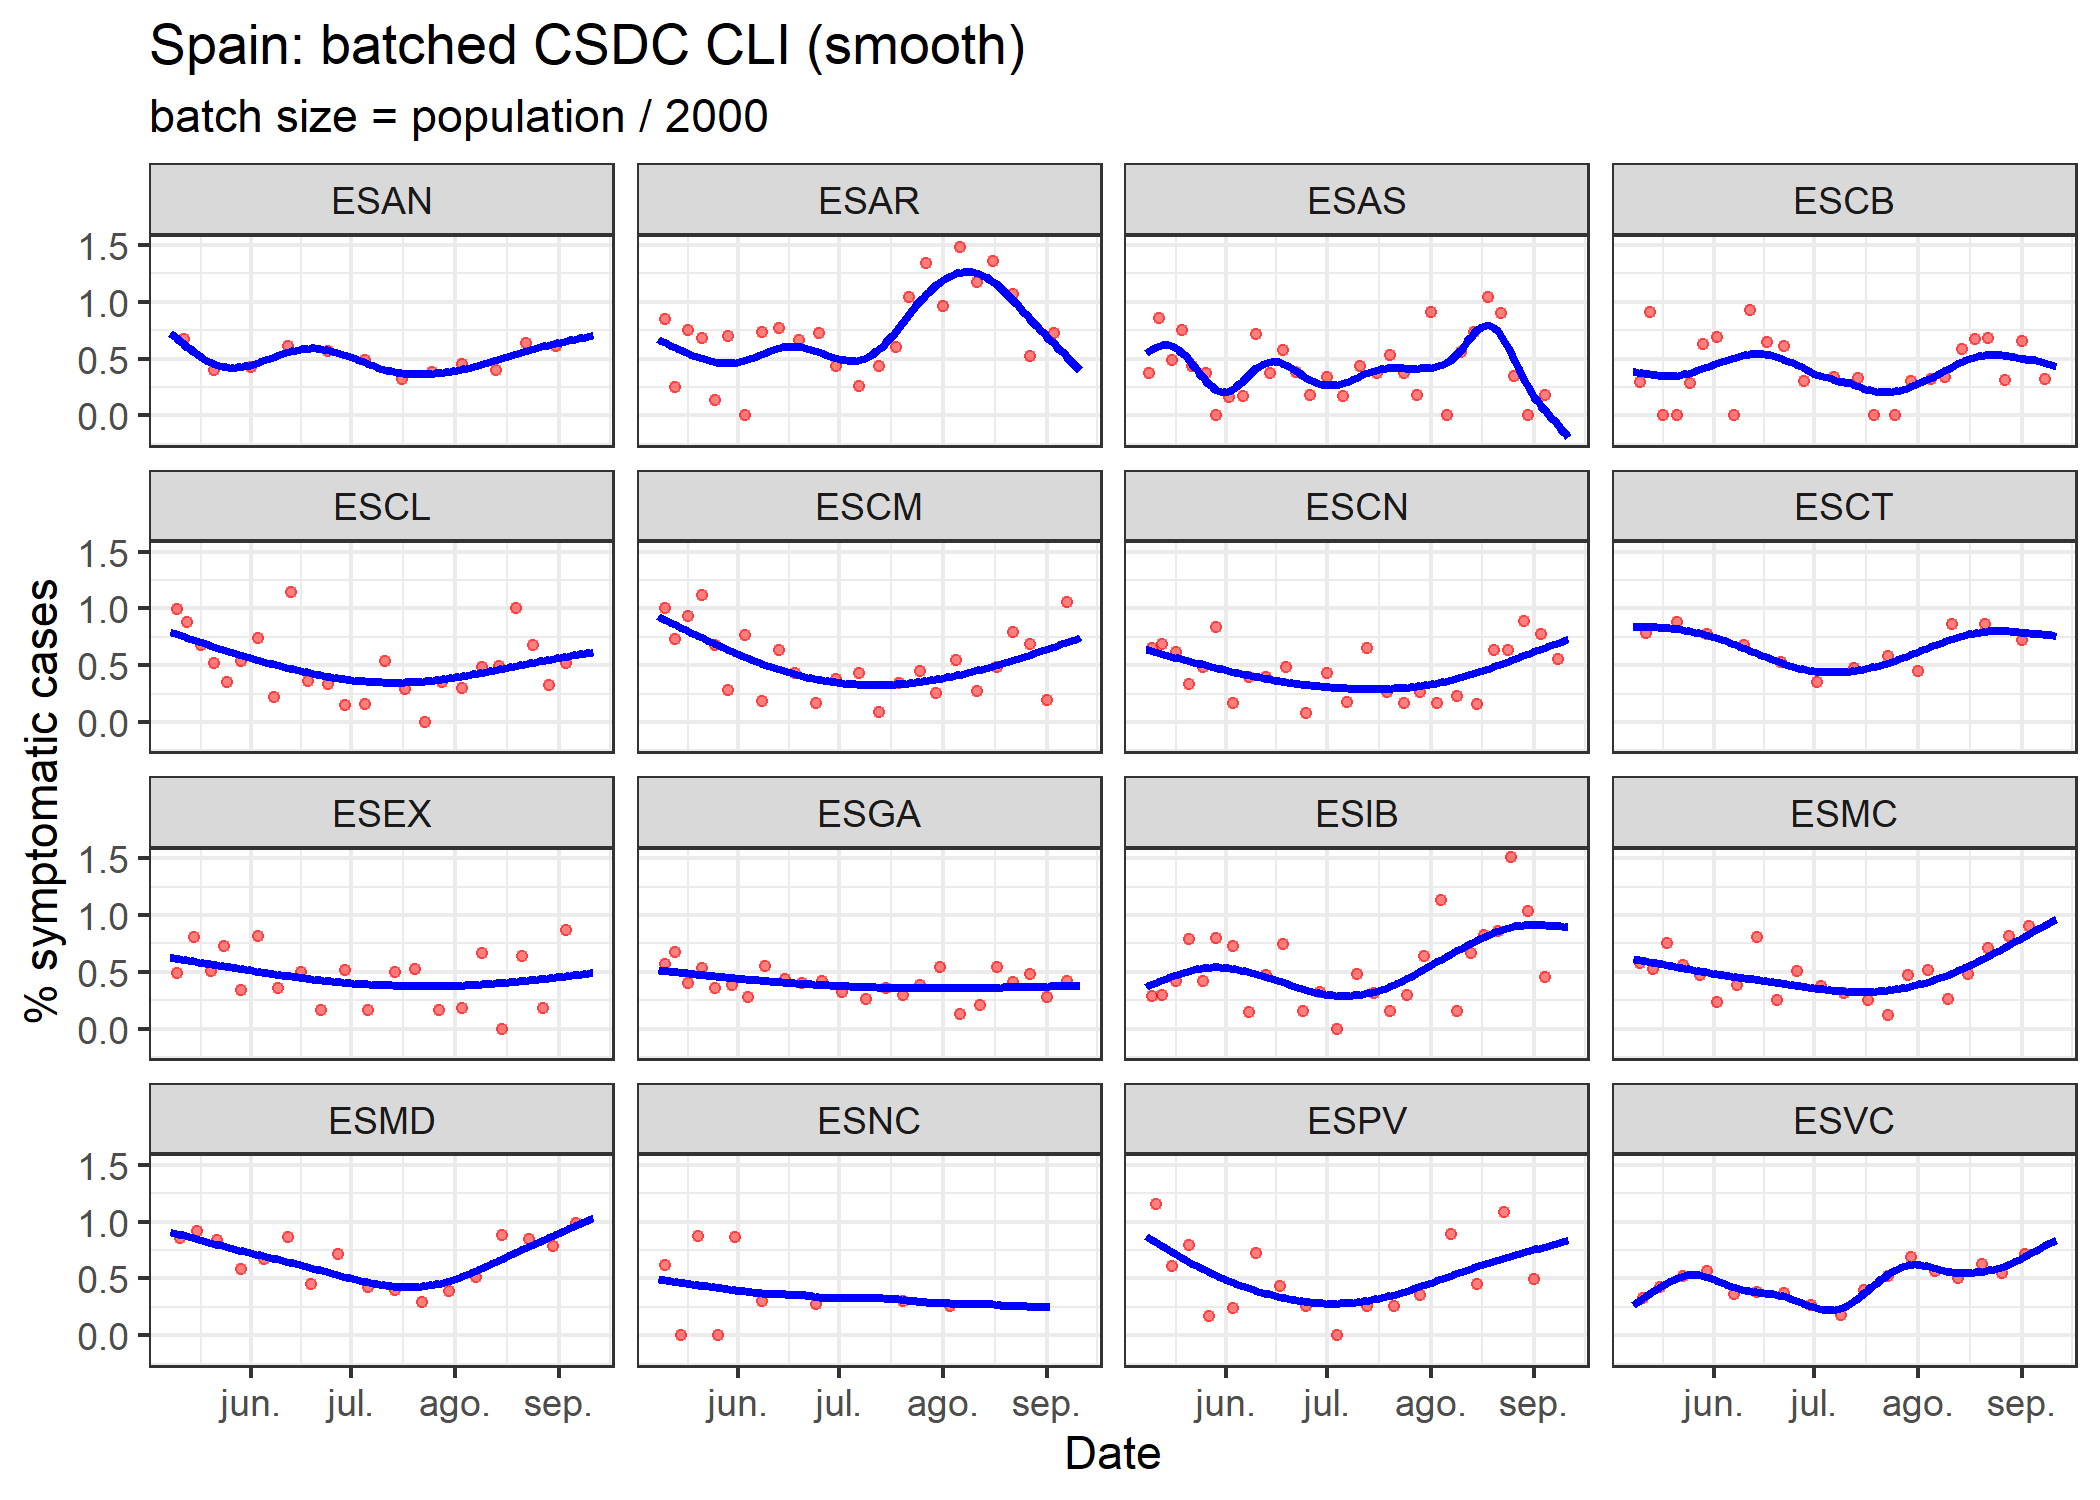 Spain: batched CSDC CLI (smooth)
batch size = population / 2000
ESAN ESAR ESAS ESCB
1.5
1.0
0.5
0.0
ESCL ESCM ESCN ESCT
1.5
1.0
0.5
0.0
% symptomatic cases
ESEX ESGA ESIB ESMC
1.5
1.0
0.5
0.0
ESMD ESNC ESPV ESVC
1.5
1.0
0.5
0.0
jun. jul. ago. sep. jun. jul. ago. sep. jun. jul. ago. sep. jun. jul. ago. sep.
Date